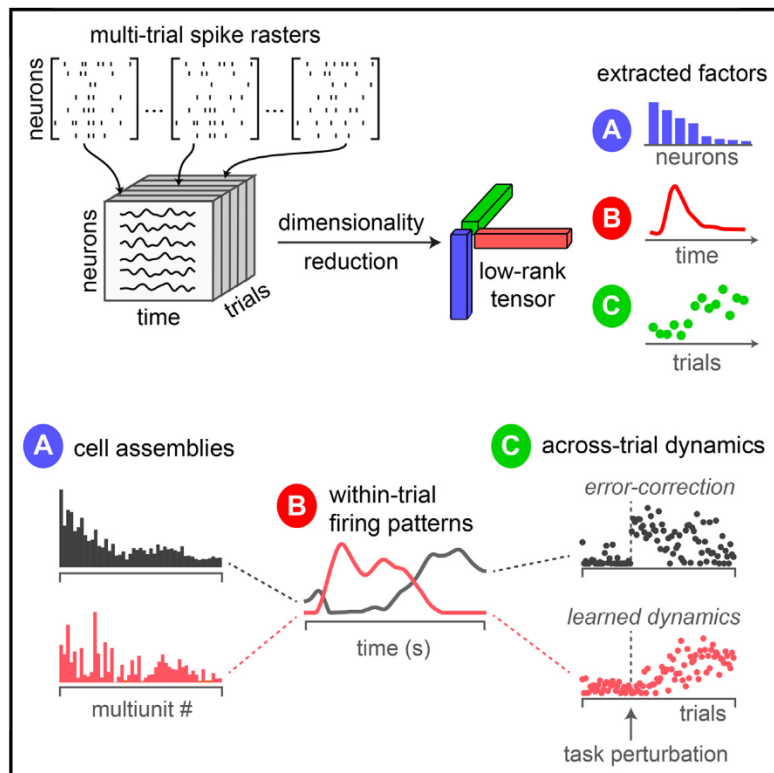 multi-trial spike rasters
neurons
...
...
extracted factors
A
neurons
B
time
C
trials
neurons
time
trials
dimensionality
reduction
low-rank
tensor
A
cell assemblies
multiunit #
B
within-trial
firing patterns
time (s)
C
across-trial dynamics
error-correction
learned dynamics
trials
task perturbation